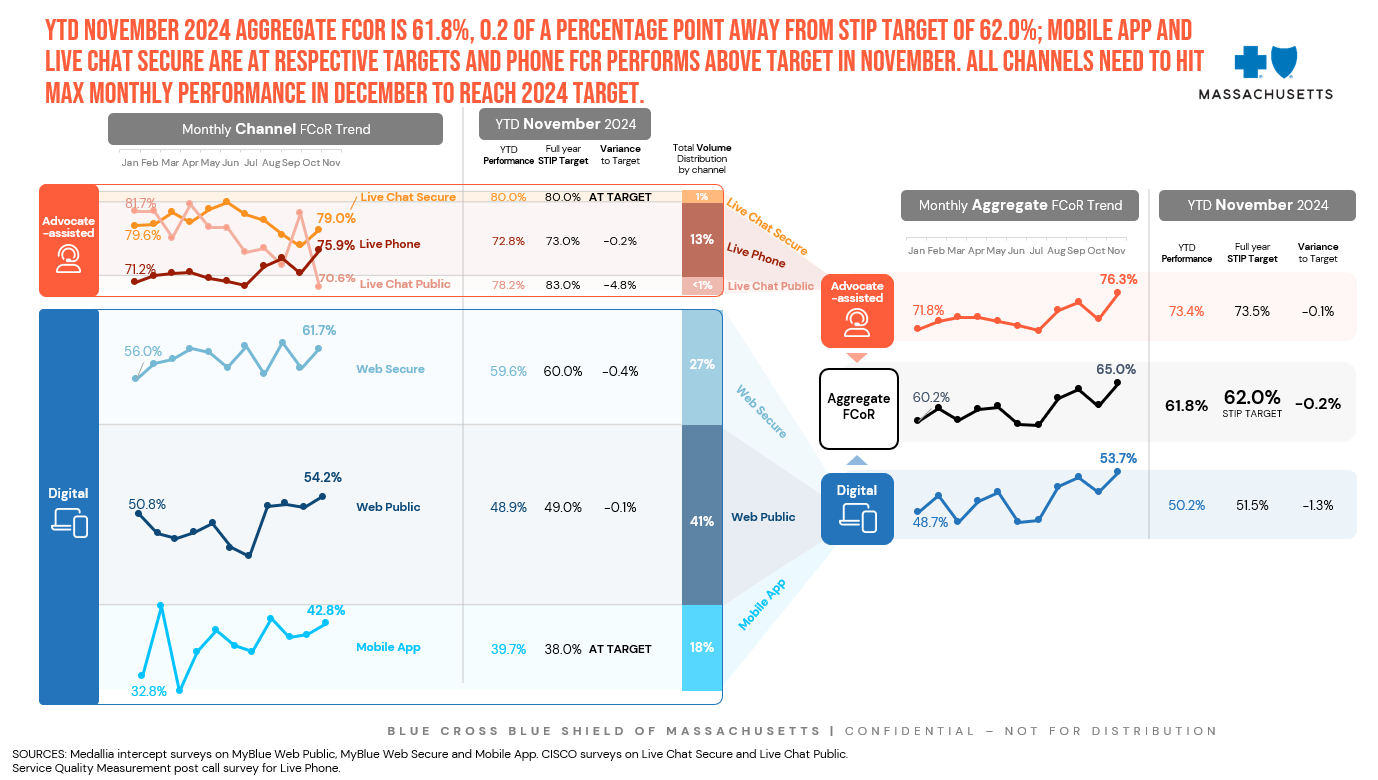 YTD NOVEMBER 2024 AGGREGATE FCOR IS 61.8%, 0.2 OF A PERCENTAGE POINT AWAY FROM STIP TARGET OF 62.0%; MOBILE APP AND
LIVE CHAT SECURE ARE AT RESPECTIVE TARGETS AND PHONE FCR PERFORMS ABOVE TARGET IN NOVEMBER. ALL CHANNELS NEED TO HIT
MAX MONTHLY PERFORMANCE IN DECEMBER TO REACH 2024 TARGET.
MASSACHUSETTS
Monthly Channel FCoR Trend
YTD November 2024
Jan Feb Mar Apr May Jun Jul Aug Sep Oct Nov
YTD Performance
Full year STIP Target
Variance to Target
Total Volume
Distribution
by channel
Advocate
-assisted
81.7%
79.6%
71.2%
79.0%
75.9%
70.6%
Live Chat Secure
80.0% 80.0% AT TARGET
1%
Live Phone
72.8% 73.0% -0.2%
13%
Live Chat Public
78.2% 83.0% -4.8%
<1%
Live Chat Secure
Live Phone
Live Chat Public
Digital
56.0%
61.7%
Web Secure
59.6% 60.0% -0.4%
27%
Web Secure
50.8%
54.2%
Web Public
48.9% 49.0% -0.1%
41%
Web Public
32.8%
42.8%
Mobile App
39.7% 38.0% AT TARGET
18%
Mobile App
Monthly Aggregate FCoR Trend
YTD November 2024
Jan Feb Mar Apr May Jun Jul Aug Sep Oct Nov
YTD Performance
Full year STIP Target
Variance to Target
Advocate
-assisted
71.8%
76.3%
73.4% 73.5% -0.1%
Aggregate
FCoR
60.2%
65.0%
61.8% 62.0% -0.2%
STIP TARGET
Digital
48.7%
53.7%
50.2% 51.5% -1.3%
BLUE CROSS BLUE SHIELD OF MASSACHUSETTS | CONFIDENTIAL – NOT FOR DISTRIBUTION
SOURCES: Medallia intercept surveys on MyBlue Web Public, MyBlue Web Secure and Mobile App. CISCO surveys on Live Chat Secure and Live Chat Public.
Service Quality Measurement post call survey for Live Phone.